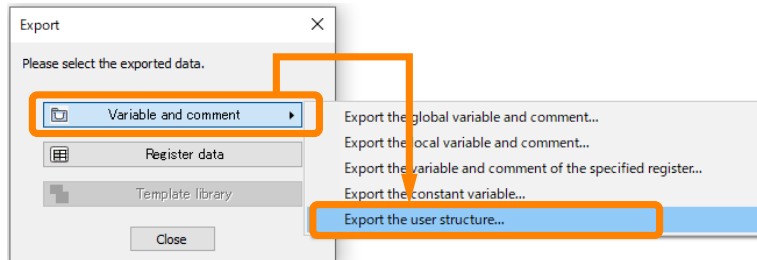 Export
Please select the exported data.
Variable and comment
Register data
Template library
Close
Export the global variable and comment...
Export the local variable and comment...
Export the variable and comment of the specified register...
Export the constant variable...
Export the user structure...